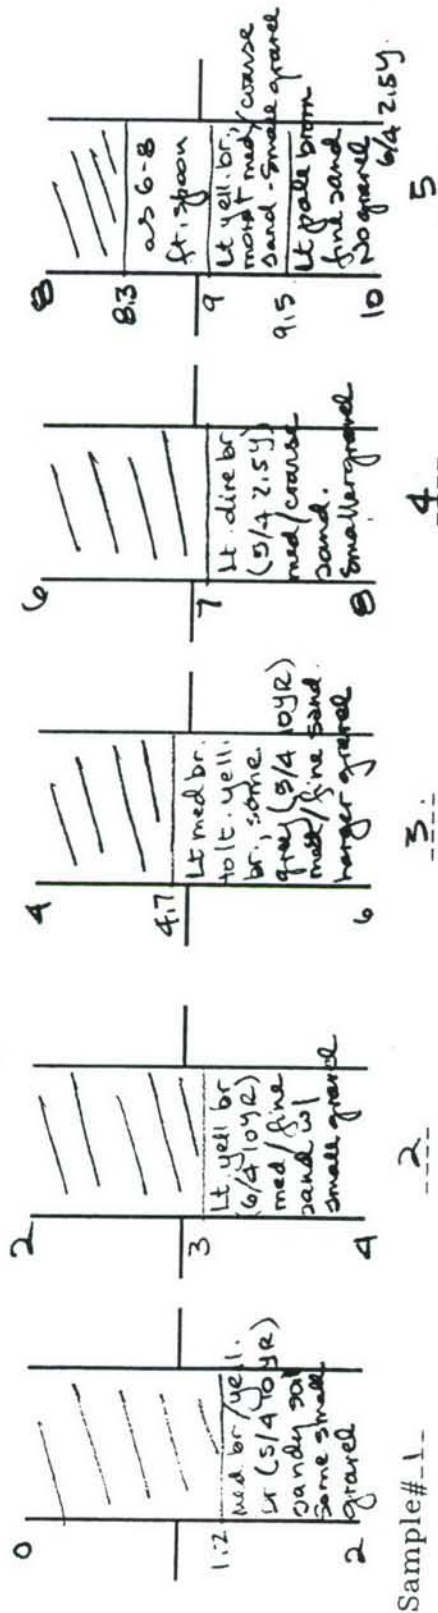 0
1.2
med. br/yell.
br (5/4 10YR)
sandy soil
Some small
gravel
2
Sample# 1
2
3
Lt. yell br
(6/4 10YR)
med/fine
sand w/
small gravel
4
2
4
4.7
Lt med br.
to lt. yell.
br., some
grey (5/4 10YR)
med/fine sand.
larger gravel
6
3.
6
7
Lt. olive br
(5/4 2.5Y)
med/coarse
sand.
Smaller gravel
8
4
8
8.3
as 6-8
ft. spoon
9
Lt yell. br,
moist med/coarse
sand - small gravel
9.5
Lt pale brown
fine sand
No gravel
6/4 2.5Y.
10
5